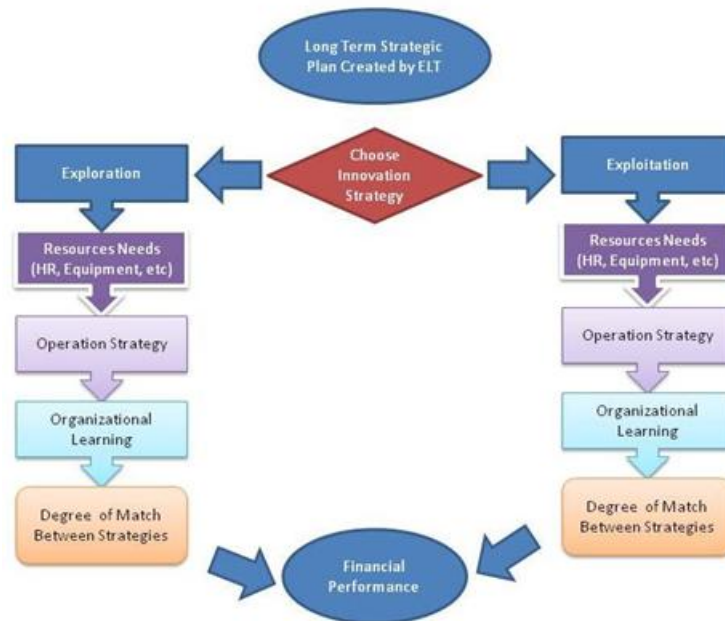 Long Term Strategic
Plan Created by ELT
Choose
Innovation
Strategy
Exploration
Resources Needs
(HR, Equipment, etc)
Operation Strategy
Organizational
Learning
Degree of Match
Between Strategies
Exploitation
Resources Needs
(HR, Equipment, etc)
Operation Strategy
Organizational
Learning
Degree of Match
Between Strategies
Financial
Performance